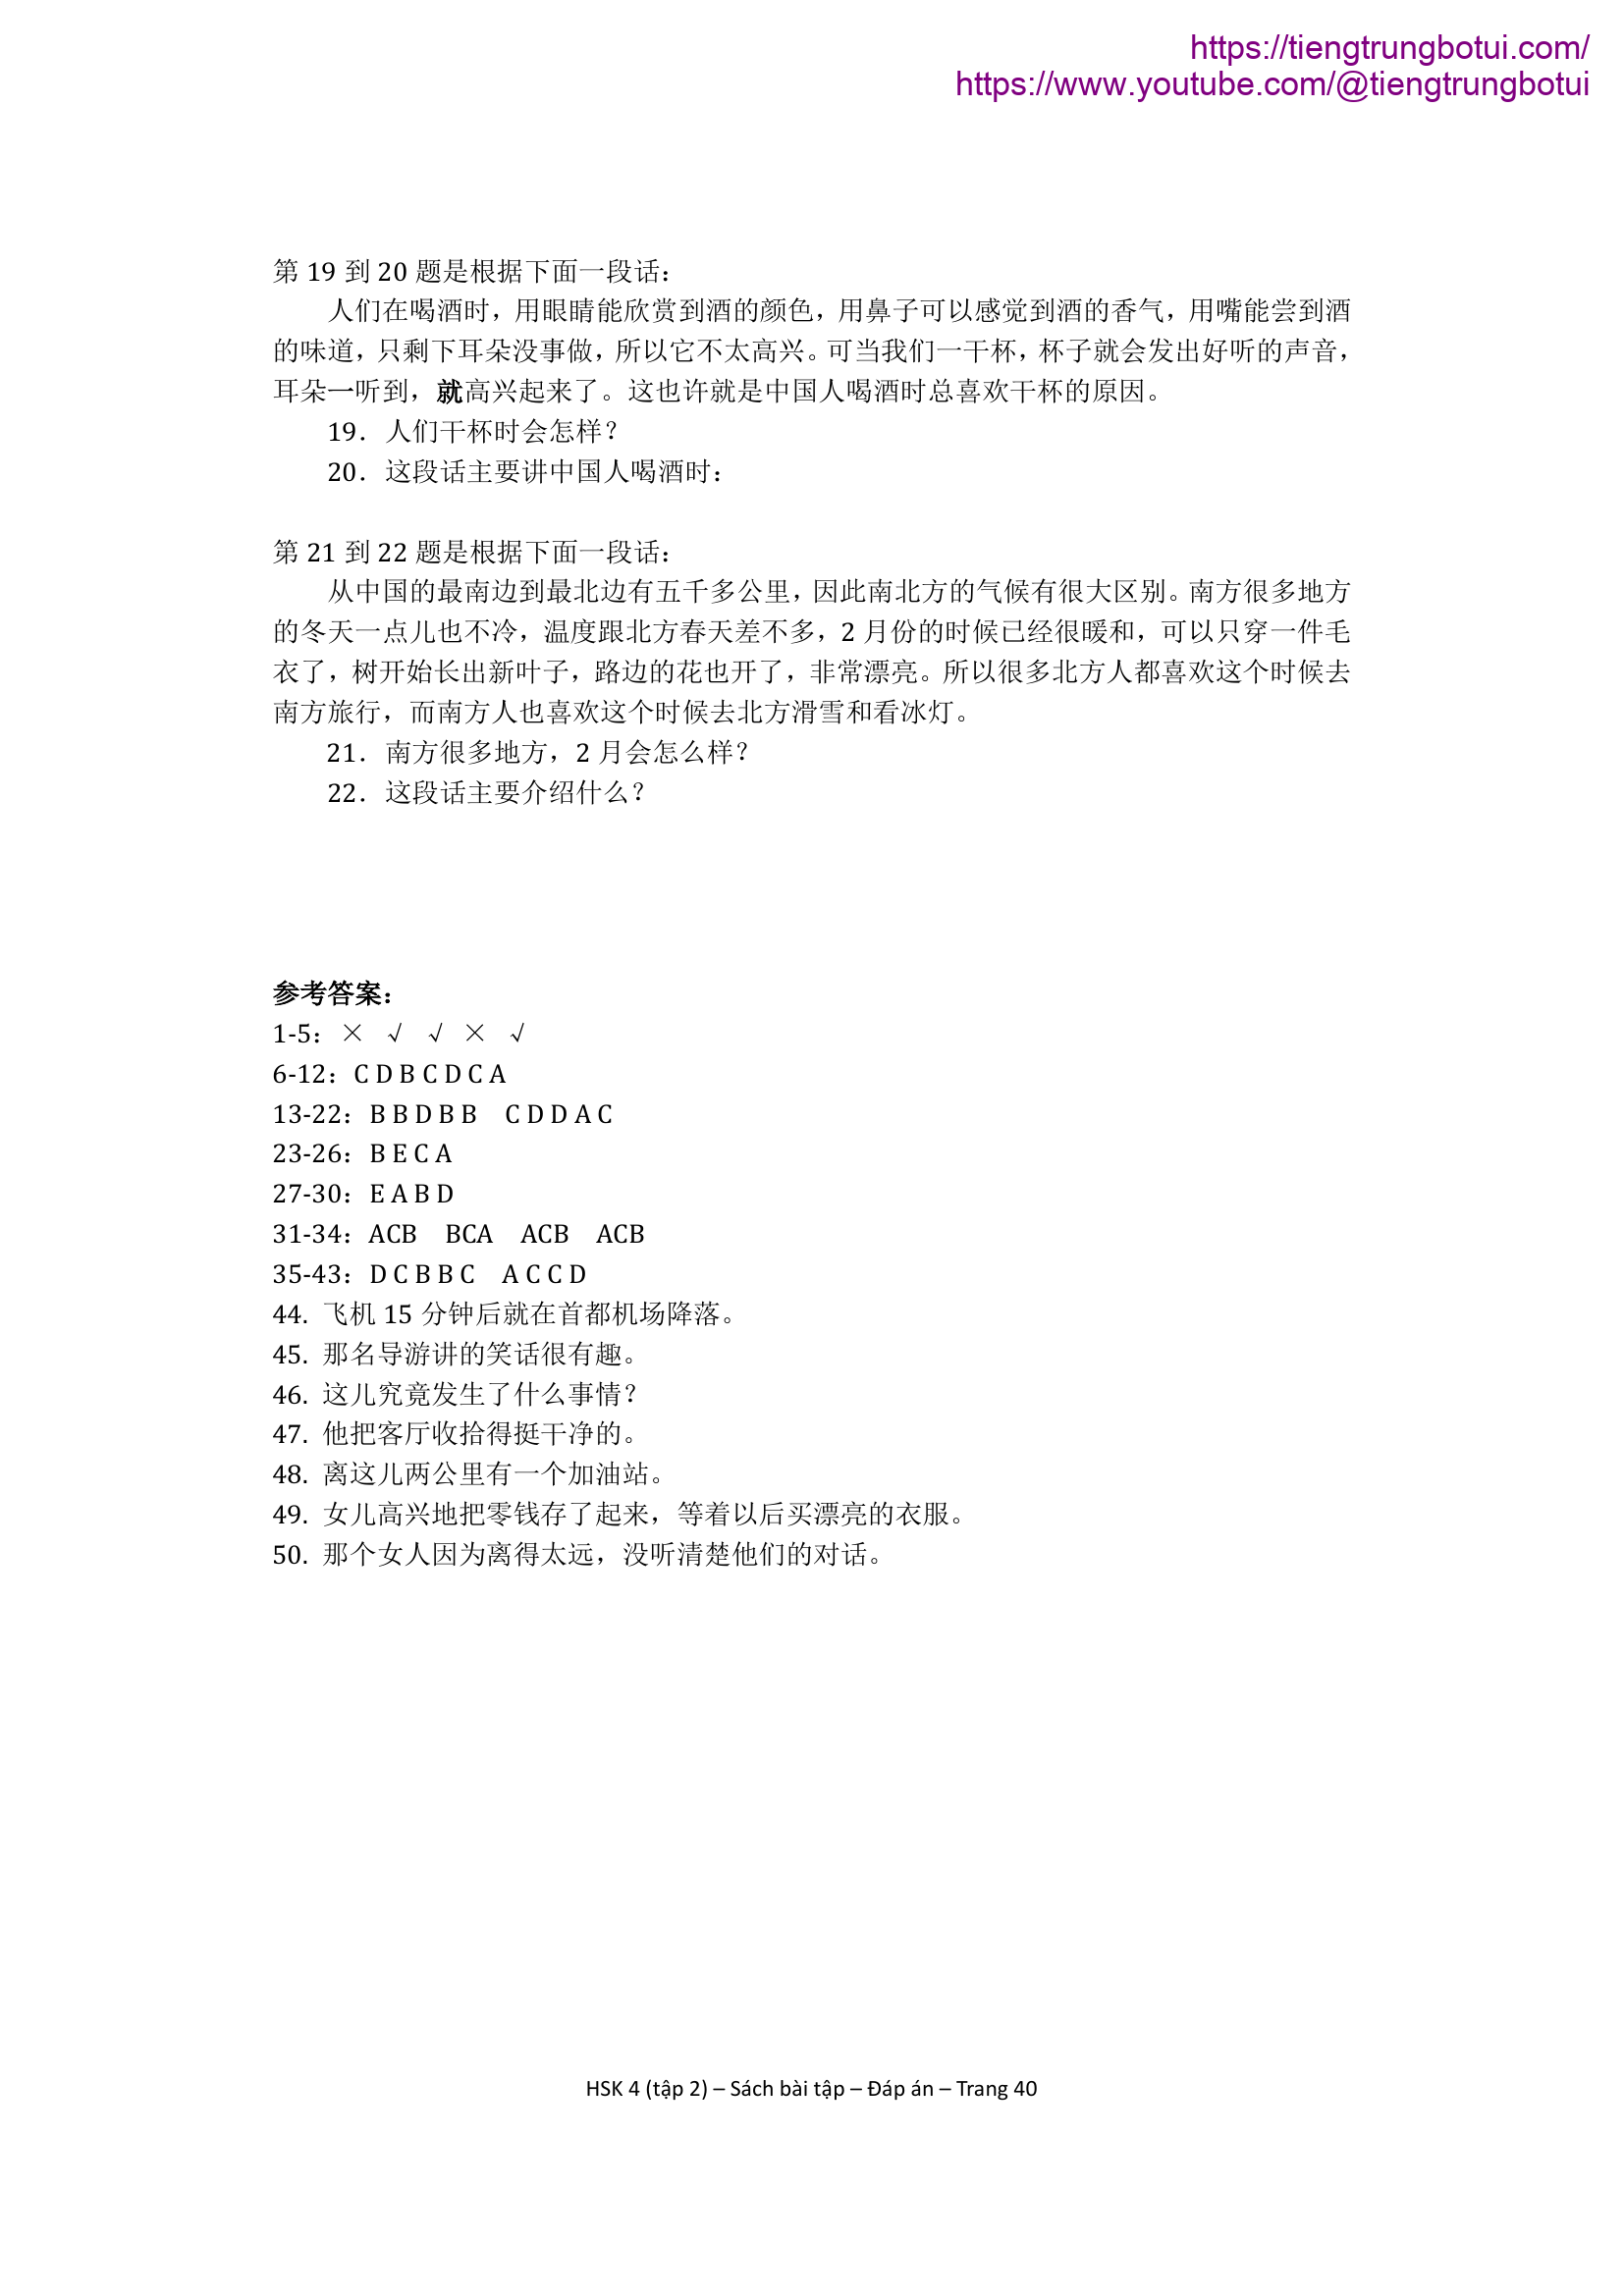 https://tiengtrungbotui.com/
https://www.youtube.com/@tiengtrungbotui
第 19 到 20 题是根据下面一段话：
人们在喝酒时，用眼睛能欣赏到酒的颜色，用鼻子可以感觉到酒的香气，用嘴能尝到酒
的味道，只剩下耳朵没事做，所以它不太高兴。可当我们一干杯，杯子就会发出好听的声音，
耳朵一听到，就高兴起来了。这也许就是中国人喝酒时总喜欢干杯的原因。
19．人们干杯时会怎样？
20．这段话主要讲中国人喝酒时：
第 21 到 22 题是根据下面一段话：
从中国的最南边到最北边有五千多公里，因此南北方的气候有很大区别。南方很多地方
的冬天一点儿也不冷，温度跟北方春天差不多，2 月份的时候已经很暖和，可以只穿一件毛
衣了，树开始长出新叶子，路边的花也开了，非常漂亮。所以很多北方人都喜欢这个时候去
南方旅行，而南方人也喜欢这个时候去北方滑雪和看冰灯。
21．南方很多地方，2 月会怎么样？
22．这段话主要介绍什么？
参考答案：
1-5：× √ √ × √
6-12：C D B C D C A
13-22：B B D B B C D D A C
23-26：B E C A
27-30：E A B D
31-34：ACB BCA ACB ACB
35-43：D C B B C A C C D
44. 飞机 15 分钟后就在首都机场降落。
45. 那名导游讲的笑话很有趣。
46. 这儿究竟发生了什么事情？
47. 他把客厅收拾得挺干净的。
48. 离这儿两公里有一个加油站。
49. 女儿高兴地把零钱存了起来，等着以后买漂亮的衣服。
50. 那个女人因为离得太远，没听清楚他们的对话。
HSK 4 (tập 2) – Sách bài tập – Đáp án – Trang 40